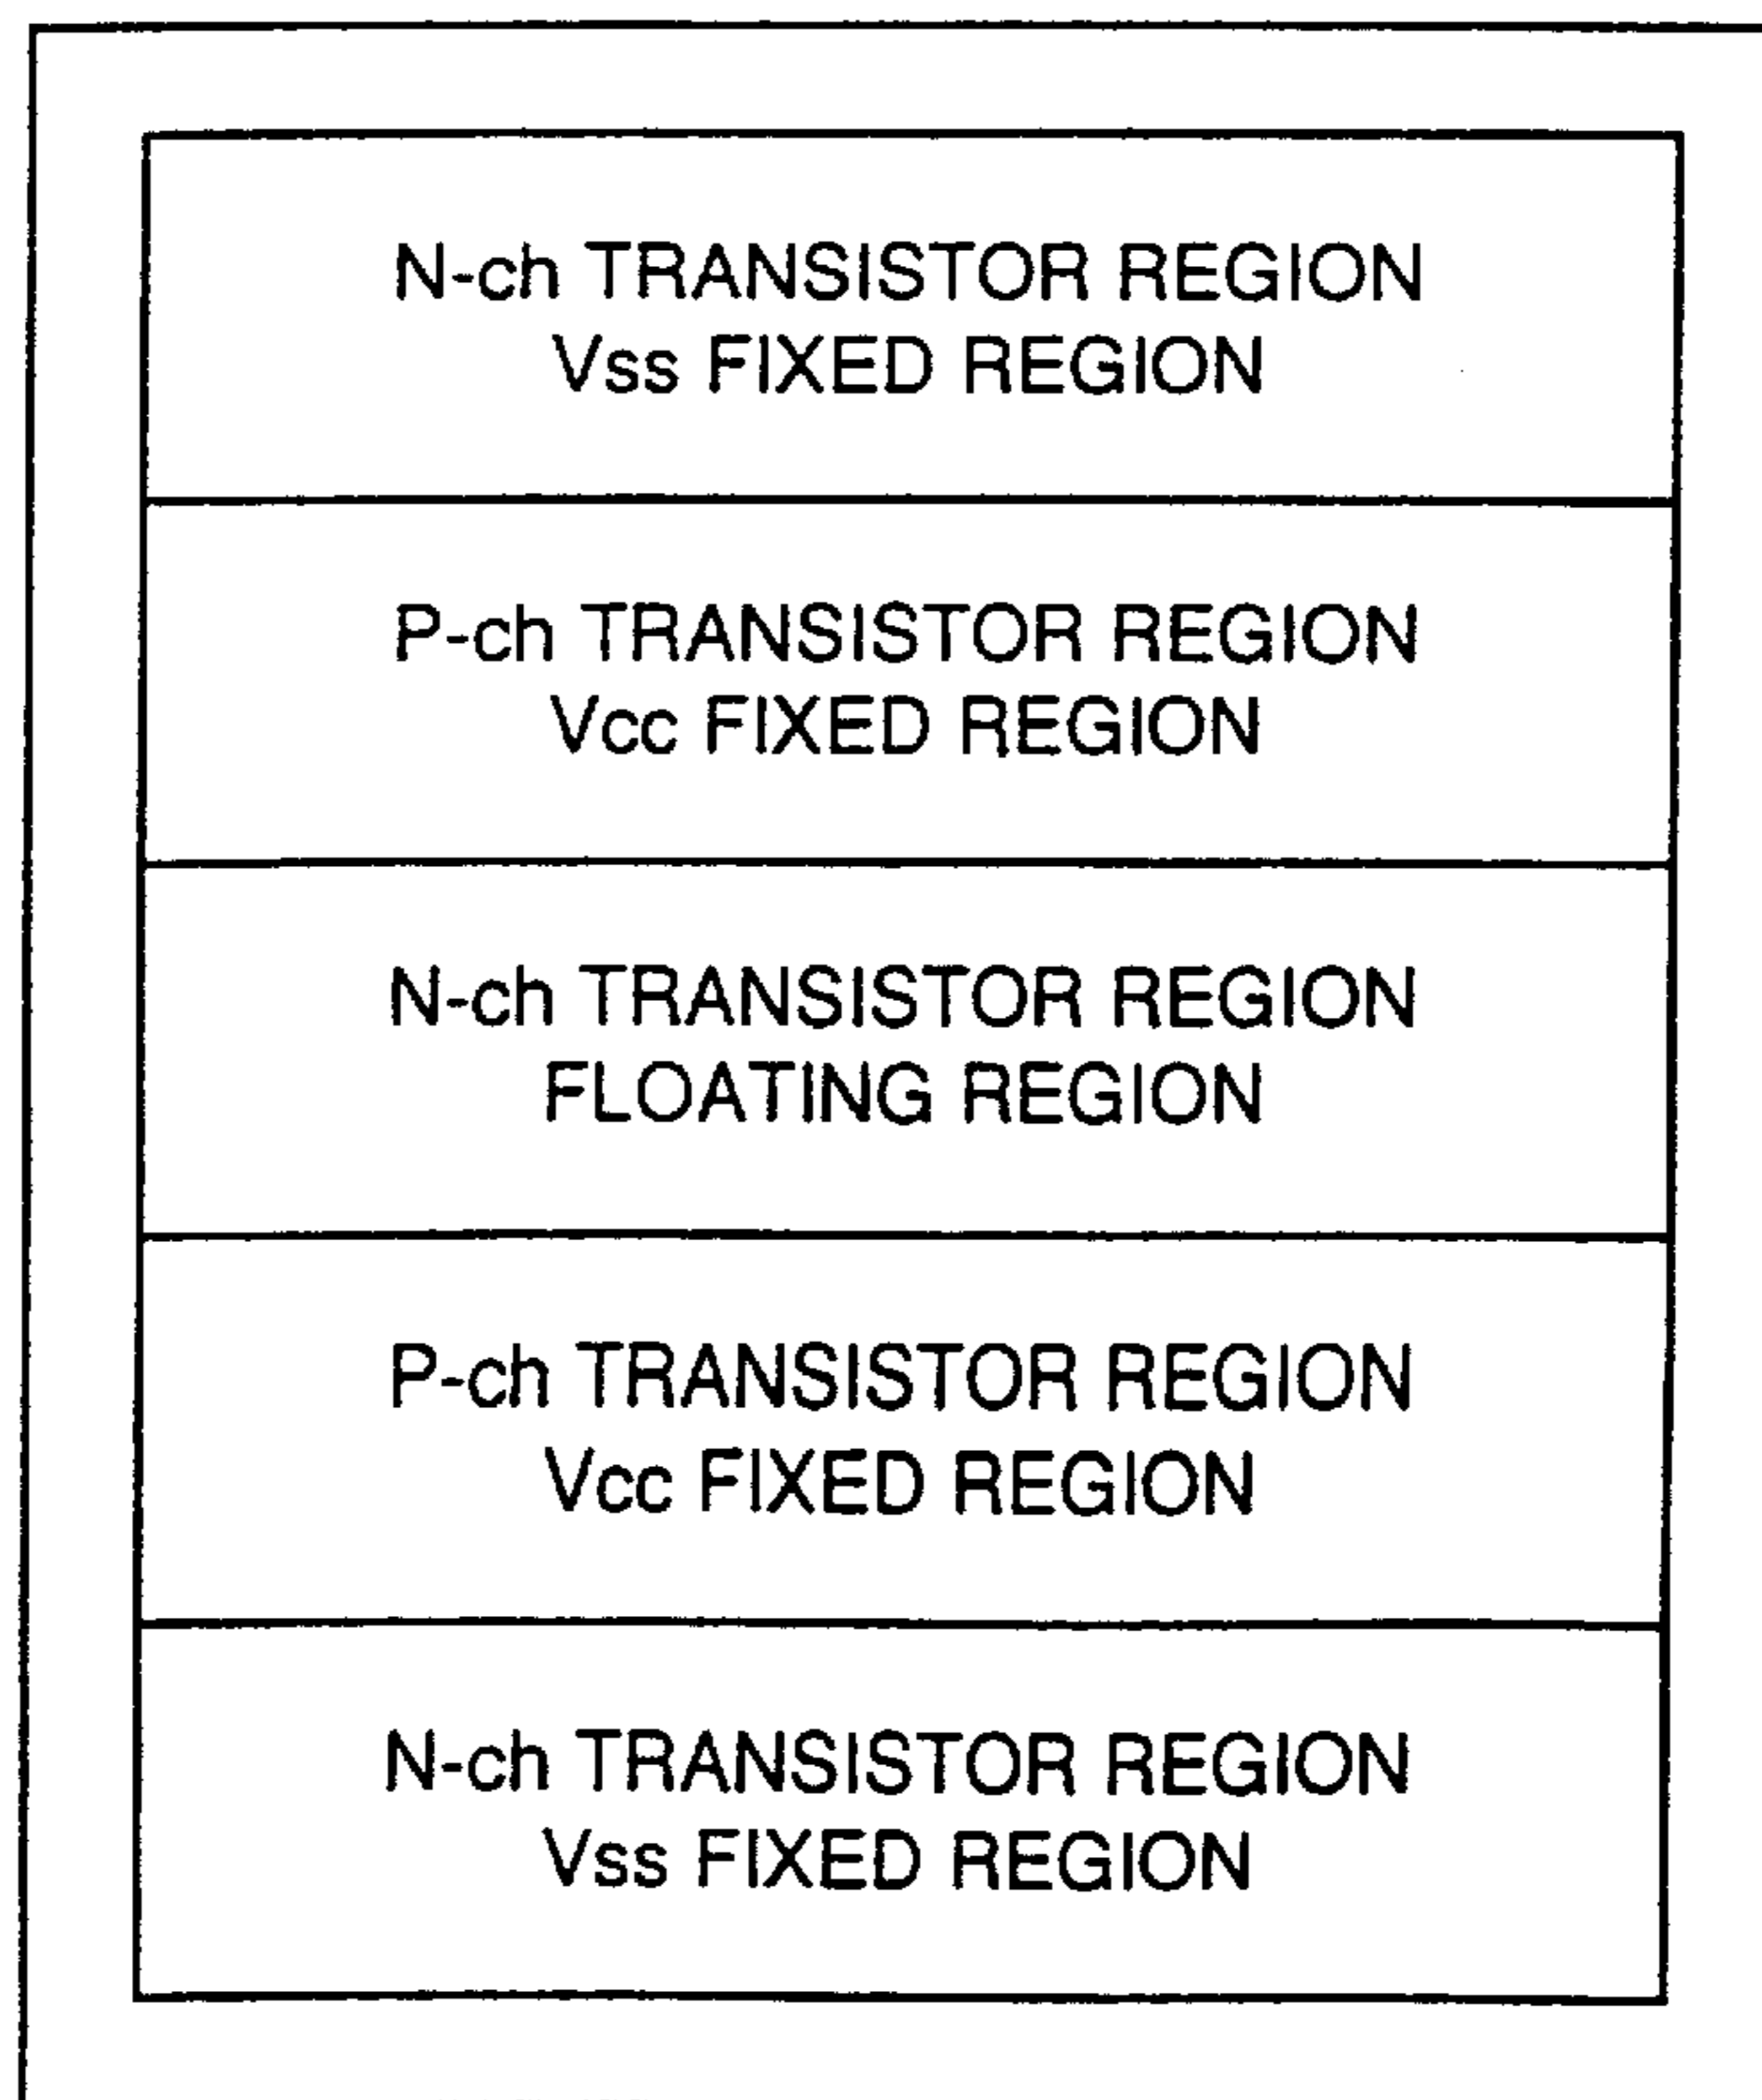 N-ch TRANSISTOR REGION
Vss FIXED REGION
P-ch TRANSISTOR REGION
Vcc FIXED REGION
N-ch TRANSISTOR REGION
FLOATING REGION
P-ch TRANSISTOR REGION
Vcc FIXED REGION
N-ch TRANSISTOR REGION
Vss FIXED REGION